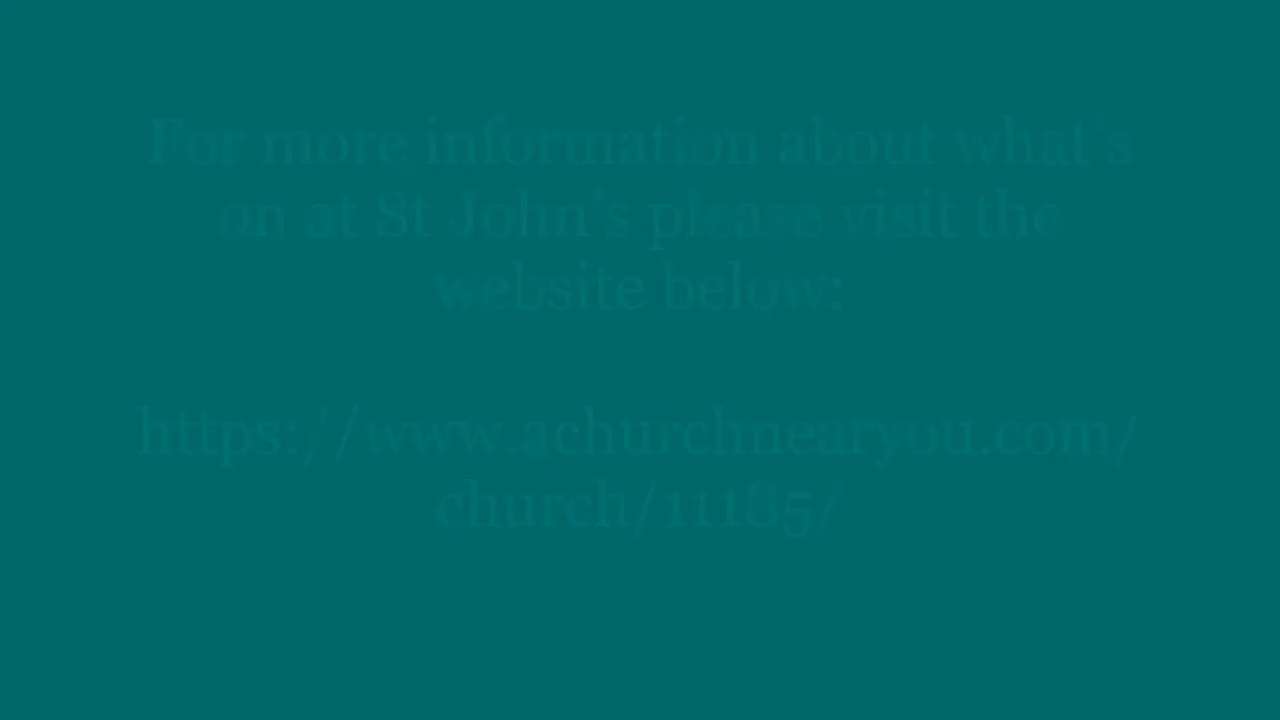 For more information about what's
on at St John's please visit the
website below:
https://www.achurchnearyou.com/
church/11185/